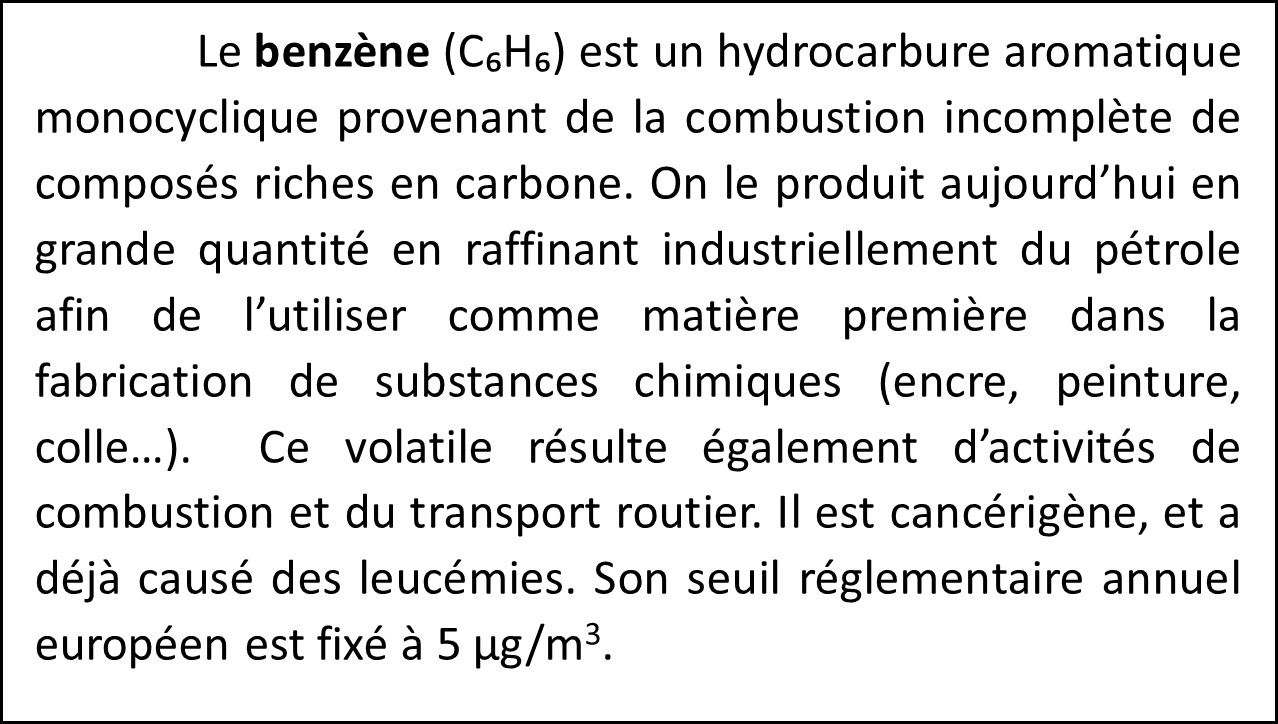 Le benzène (C₆H₆) est un hydrocarbure aromatique
monocyclique provenant de la combustion incomplète de
composés riches en carbone. On le produit aujourd’hui en
grande quantité en raffinant industriellement du pétrole
afin de l’utiliser comme matière première dans la
fabrication de substances chimiques (encre, peinture,
colle…). Ce volatile résulte également d’activités de
combustion et du transport routier. Il est cancérigène, et a
déjà causé des leucémies. Son seuil réglementaire annuel
européen est fixé à 5 µg/m³.